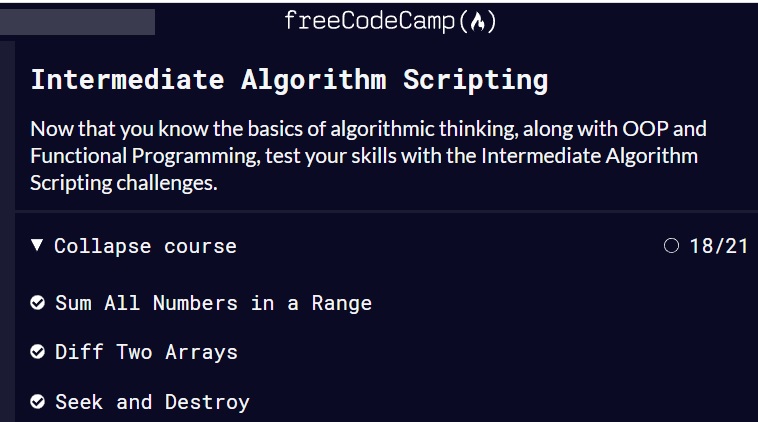 freeCodeCamp
Intermediate Algorithm Scripting
Now that you know the basics of algorithmic thinking, along with OOP and
Functional Programming, test your skills with the Intermediate Algorithm
Scripting challenges.
Collapse course 18/21
Sum All Numbers in a Range
Diff Two Arrays
Seek and Destroy